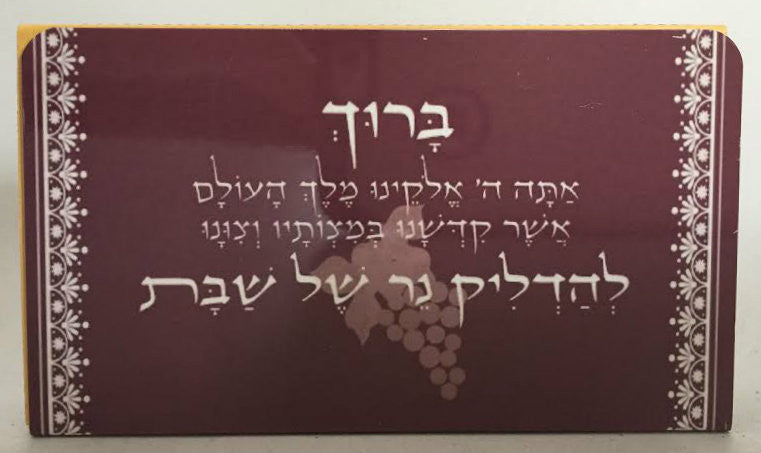 בָּרוּךְ
אַתָּה ה׳ אֱלֹקֵינוּ מֶלֶךְ הָעוֹלָם
אֲשֶׁר קִדְּשָׁנוּ בְּמִצְוֹתָיו וְצִוָּנוּ
לְהַדְלִיק נֵר שֶׁל שַׁבָּת